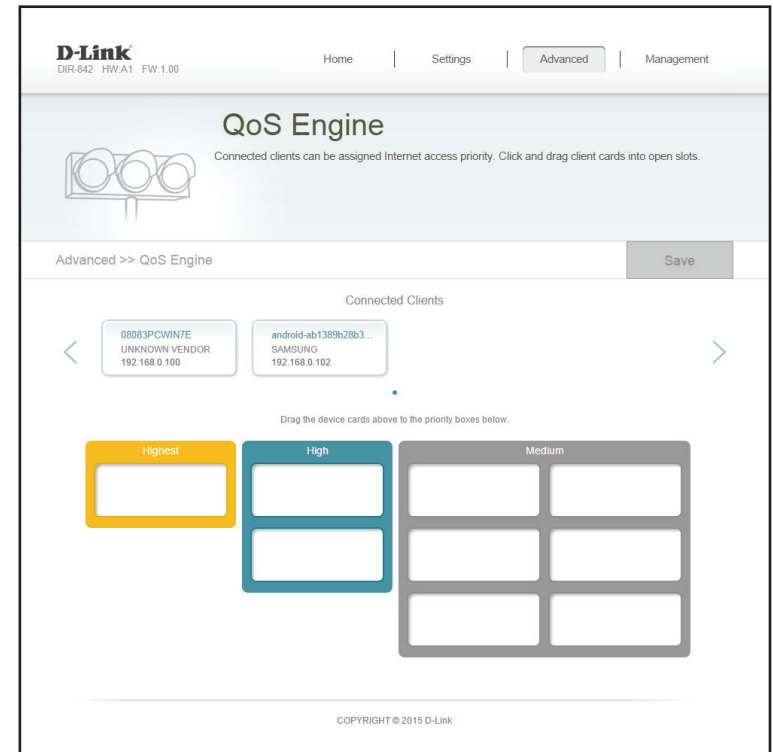 D-Link
DIR-842 HW:A1 FW:1.00
Home Settings Advanced Management
QoS Engine
Connected clients can be assigned Internet access priority. Click and drag client cards into open slots.
Advanced >> QoS Engine
Save
Connected Clients
08083PCWIN7E
UNKNOWN VENDOR
192.168.0.100
android-ab1389b28b3...
SAMSUNG
192.168.0.102
Drag the device cards above to the priority boxes below.
Highest High Medium
COPYRIGHT © 2015 D-Link